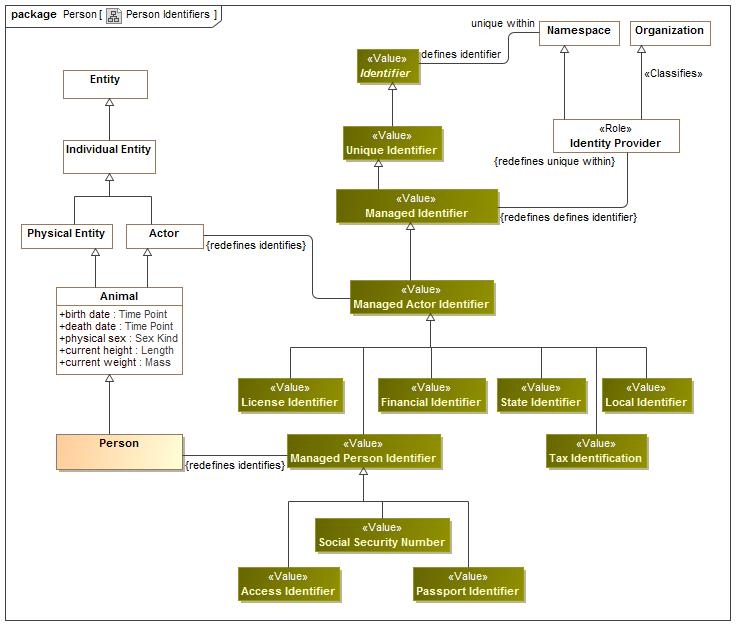 package Person [ Person Identifiers ]
unique within
Namespace
Organization
«Value»
Identifier
defines identifier
Entity
«Classifies»
«Value»
Unique Identifier
«Role»
Identity Provider
Individual Entity
{redefines unique within}
«Value»
Managed Identifier
{redefines defines identifier}
Physical Entity
Actor
{redefines identifies}
«Value»
Managed Actor Identifier
Animal
+birth date : Time Point
+death date : Time Point
+physical sex : Sex Kind
+current height : Length
+current weight : Mass
«Value»
License Identifier
«Value»
Financial Identifier
«Value»
State Identifier
«Value»
Local Identifier
Person
{redefines identifies}
«Value»
Managed Person Identifier
«Value»
Tax Identification
«Value»
Social Security Number
«Value»
Access Identifier
«Value»
Passport Identifier